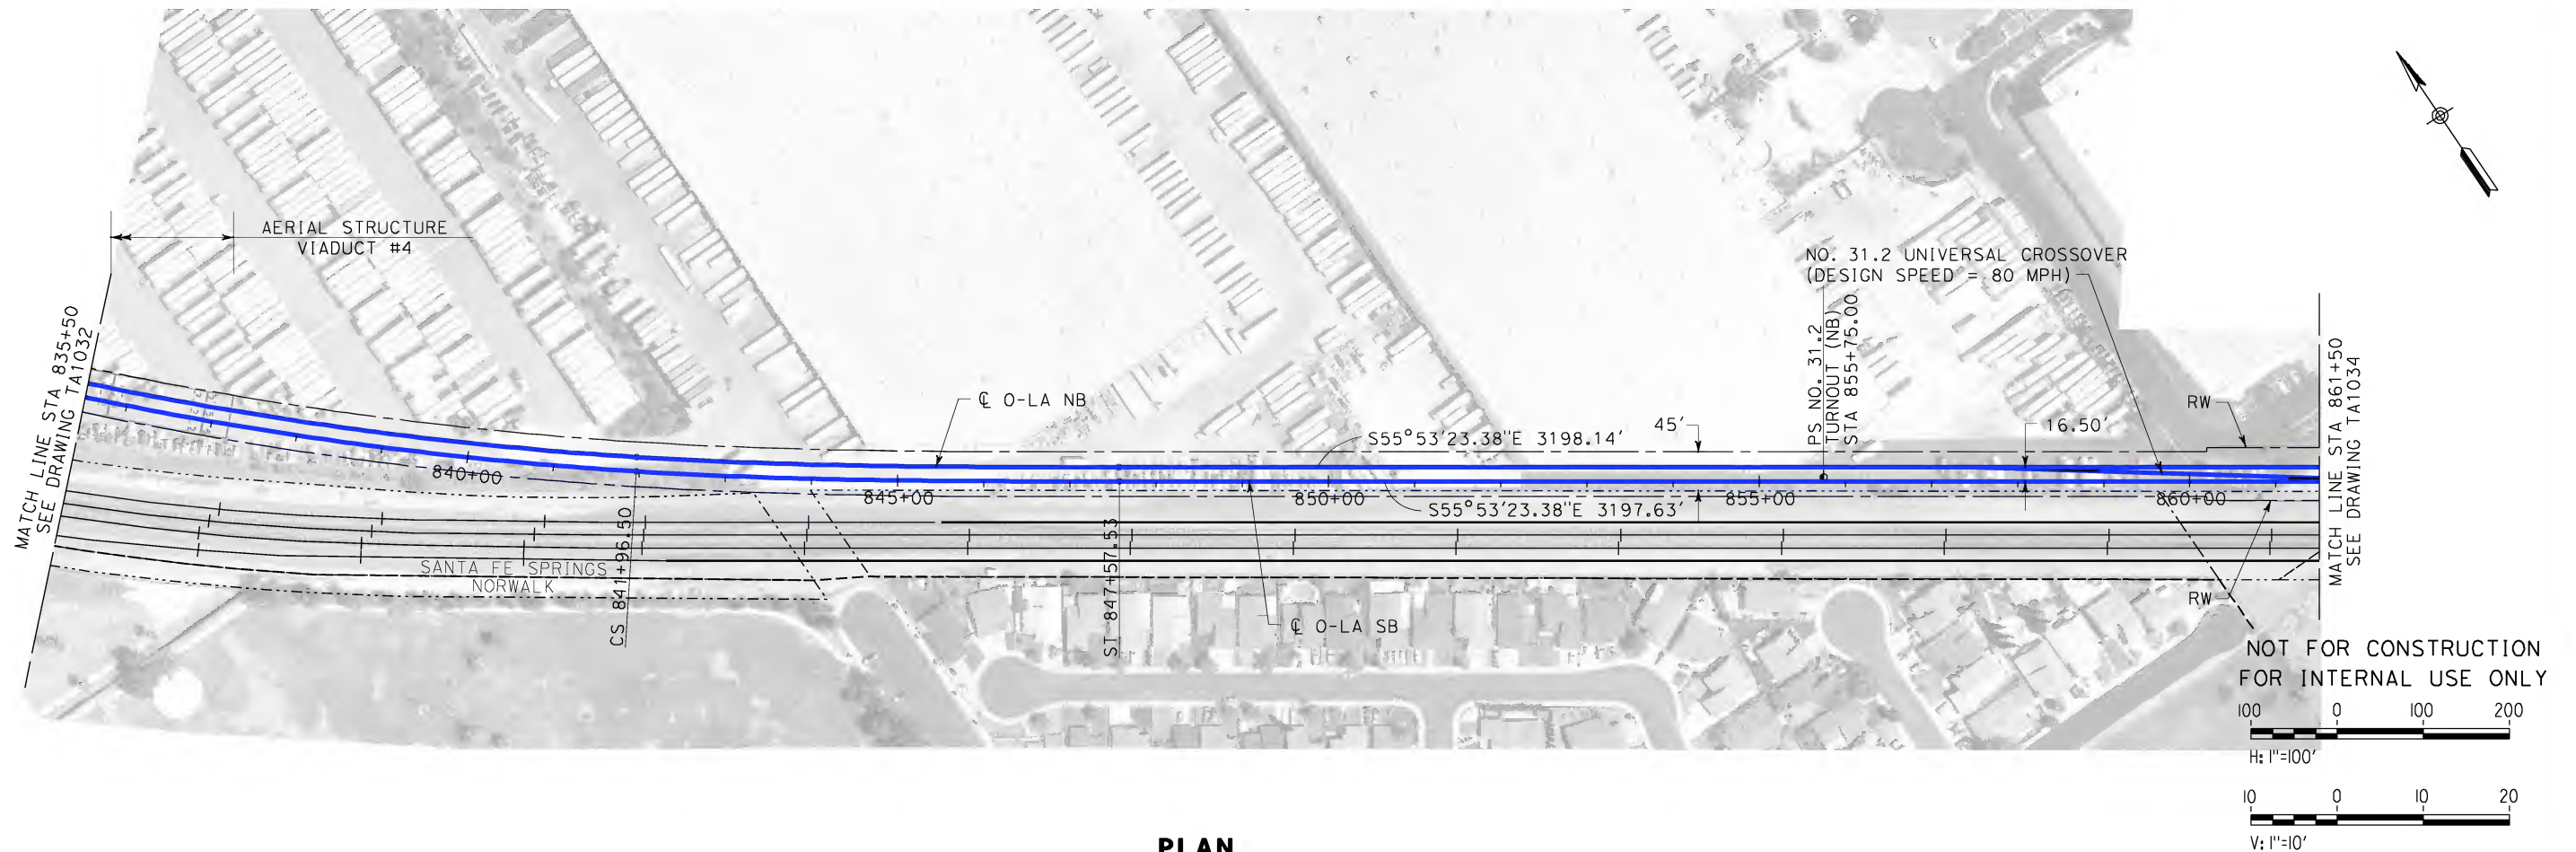 AERIAL STRUCTURE
VIADUCT #4
MATCH LINE STA 835+50
SEE DRAWING TA1032
840+00
SANTA FE SPRINGS
NORWALK
CS 841+96.50
845+00
℄ O-LA NB
ST 847+57.53
850+00
S55°53'23.38"E 3198.14'
S55°53'23.38"E 3197.63'
℄ O-LA SB
45'
855+00
PS NO. 31.2
TURNOUT (NB)
STA 855+75.00
NO. 31.2 UNIVERSAL CROSSOVER
(DESIGN SPEED = 80 MPH)
16.50'
860+00
RW
RW
MATCH LINE STA 861+50
SEE DRAWING TA1034
NOT FOR CONSTRUCTION
FOR INTERNAL USE ONLY
100 0 100 200
H: 1"=100'
10 0 10 20
V: 1"=10'
PLAN